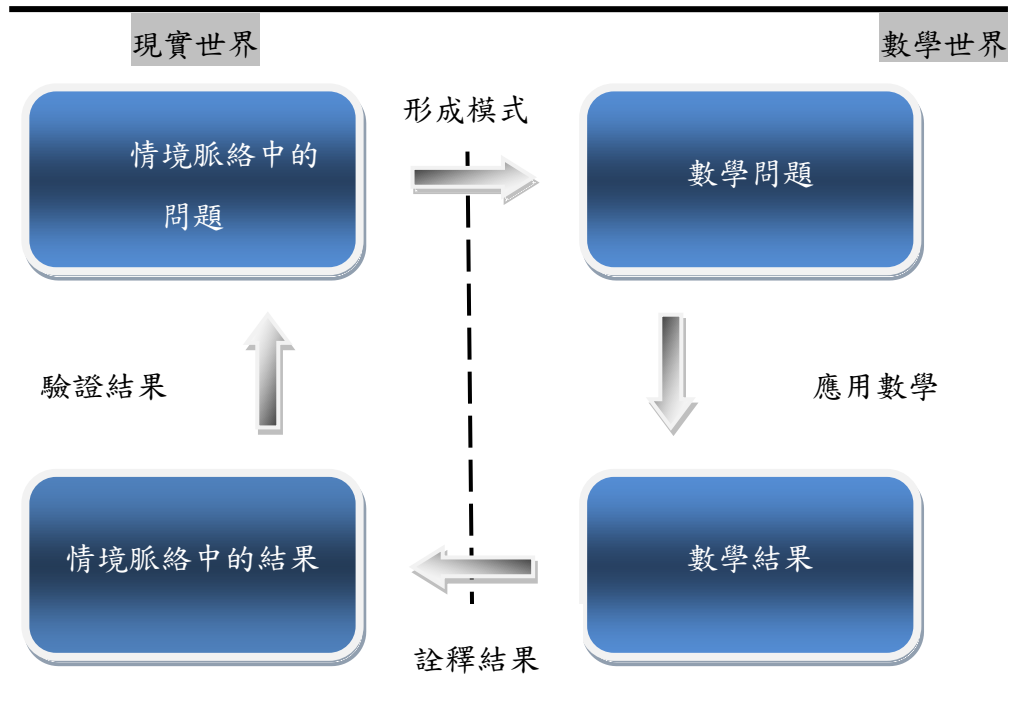 現實世界
數學世界
形成模式
情境脈絡中的
問題
數學問題
驗證結果
應用數學
情境脈絡中的結果
數學結果
詮釋結果